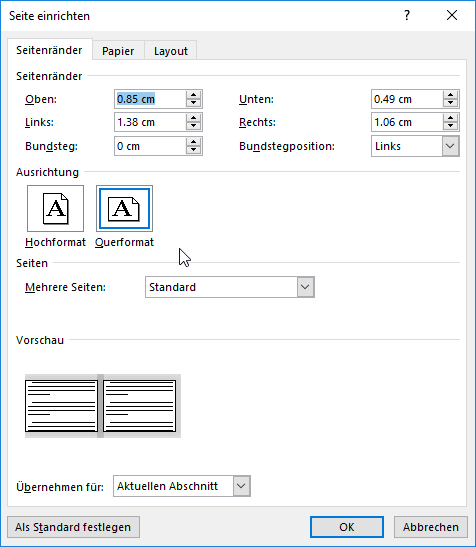 Seite einrichten
Seitenränder Papier Layout
Seitenränder
Oben: 0.85 cm Unten: 0.49 cm
Links: 1.38 cm Rechts: 1.06 cm
Bundsteg: 0 cm Bundstegposition: Links
Ausrichtung
A A
Hochformat Querformat
Seiten
Mehrere Seiten: Standard
Vorschau
Übernehmen für: Aktuellen Abschnitt
Als Standard festlegen OK Abbrechen